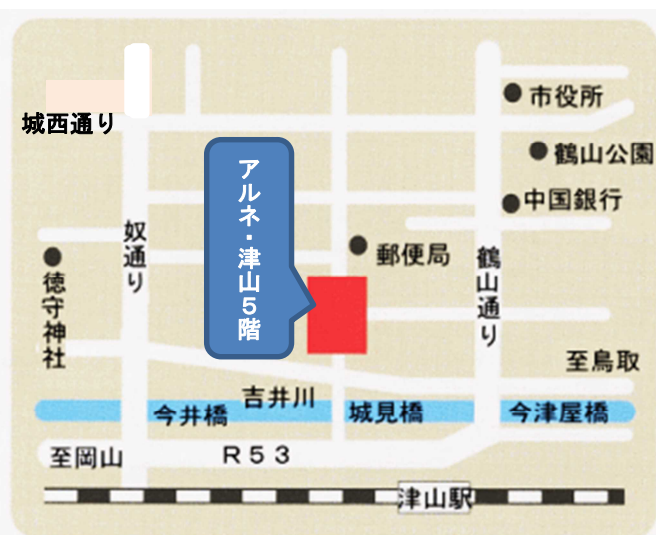 市役所
城西通り
鶴山公園
アルネ・津山5階
中国銀行
奴通り
郵便局
鶴山通り
徳守神社
至鳥取
吉井川
今井橋
城見橋
今津屋橋
至岡山
R53
津山駅